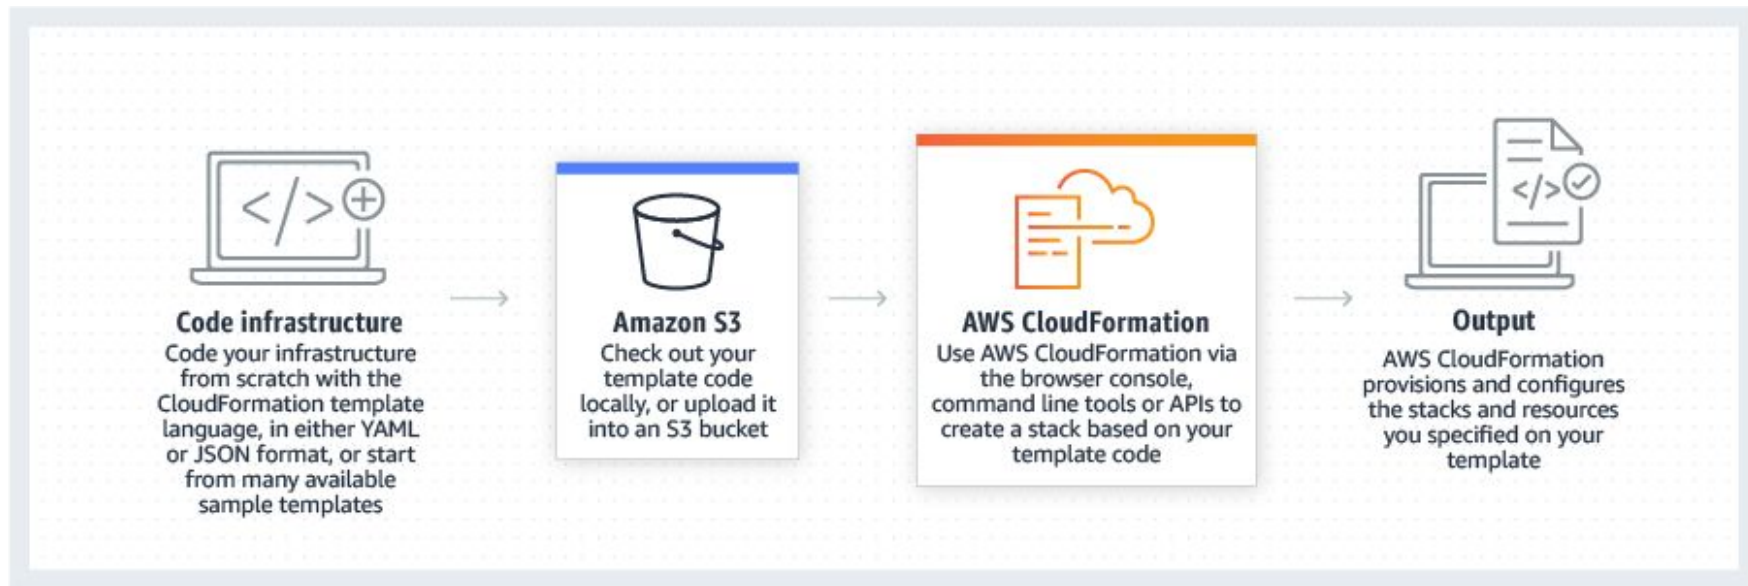 </>
Code infrastructure
Code your infrastructure
from scratch with the
CloudFormation template
language, in either YAML
or JSON format, or start
from many available
sample templates
Amazon S3
Check out your
template code
locally, or upload it
into an S3 bucket
AWS CloudFormation
Use AWS CloudFormation via
the browser console,
command line tools or APIs to
create a stack based on your
template code
</>
Output
AWS CloudFormation
provisions and configures
the stacks and resources
you specified on your
template